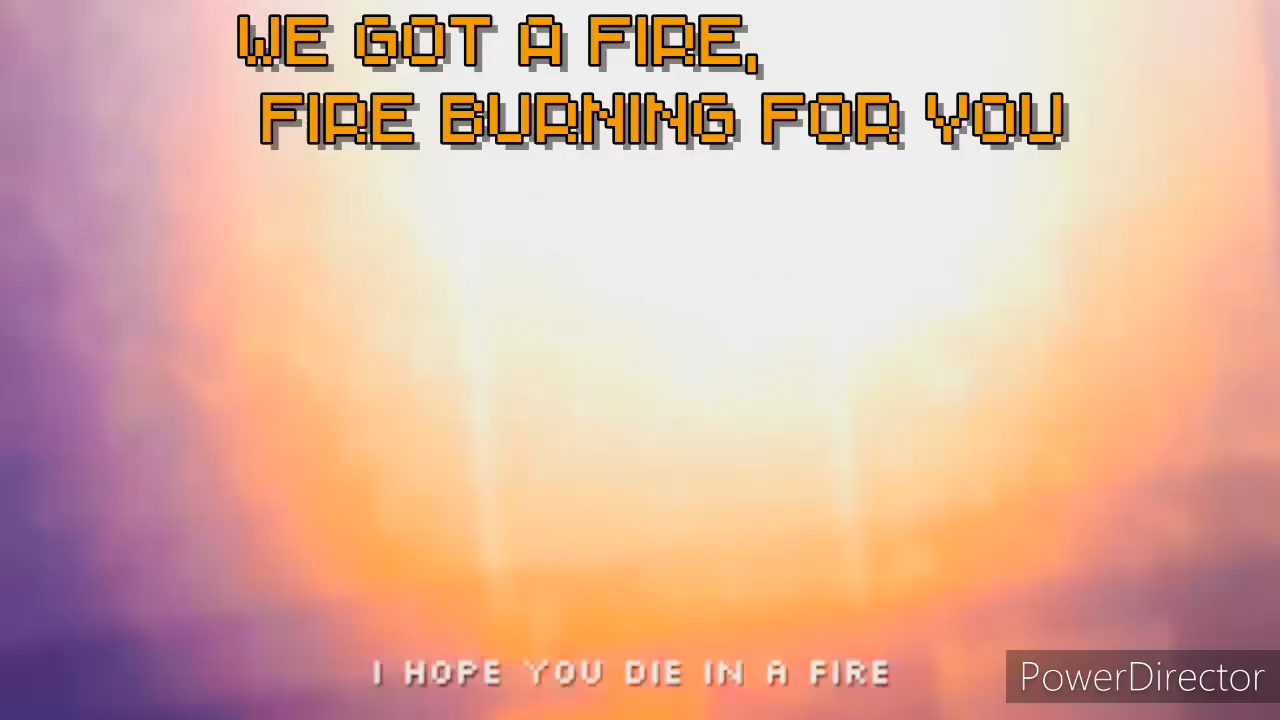 WE GOT A FIRE,
FIRE BURNING FOR YOU
I HOPE YOU DIE IN A FIRE
PowerDirector